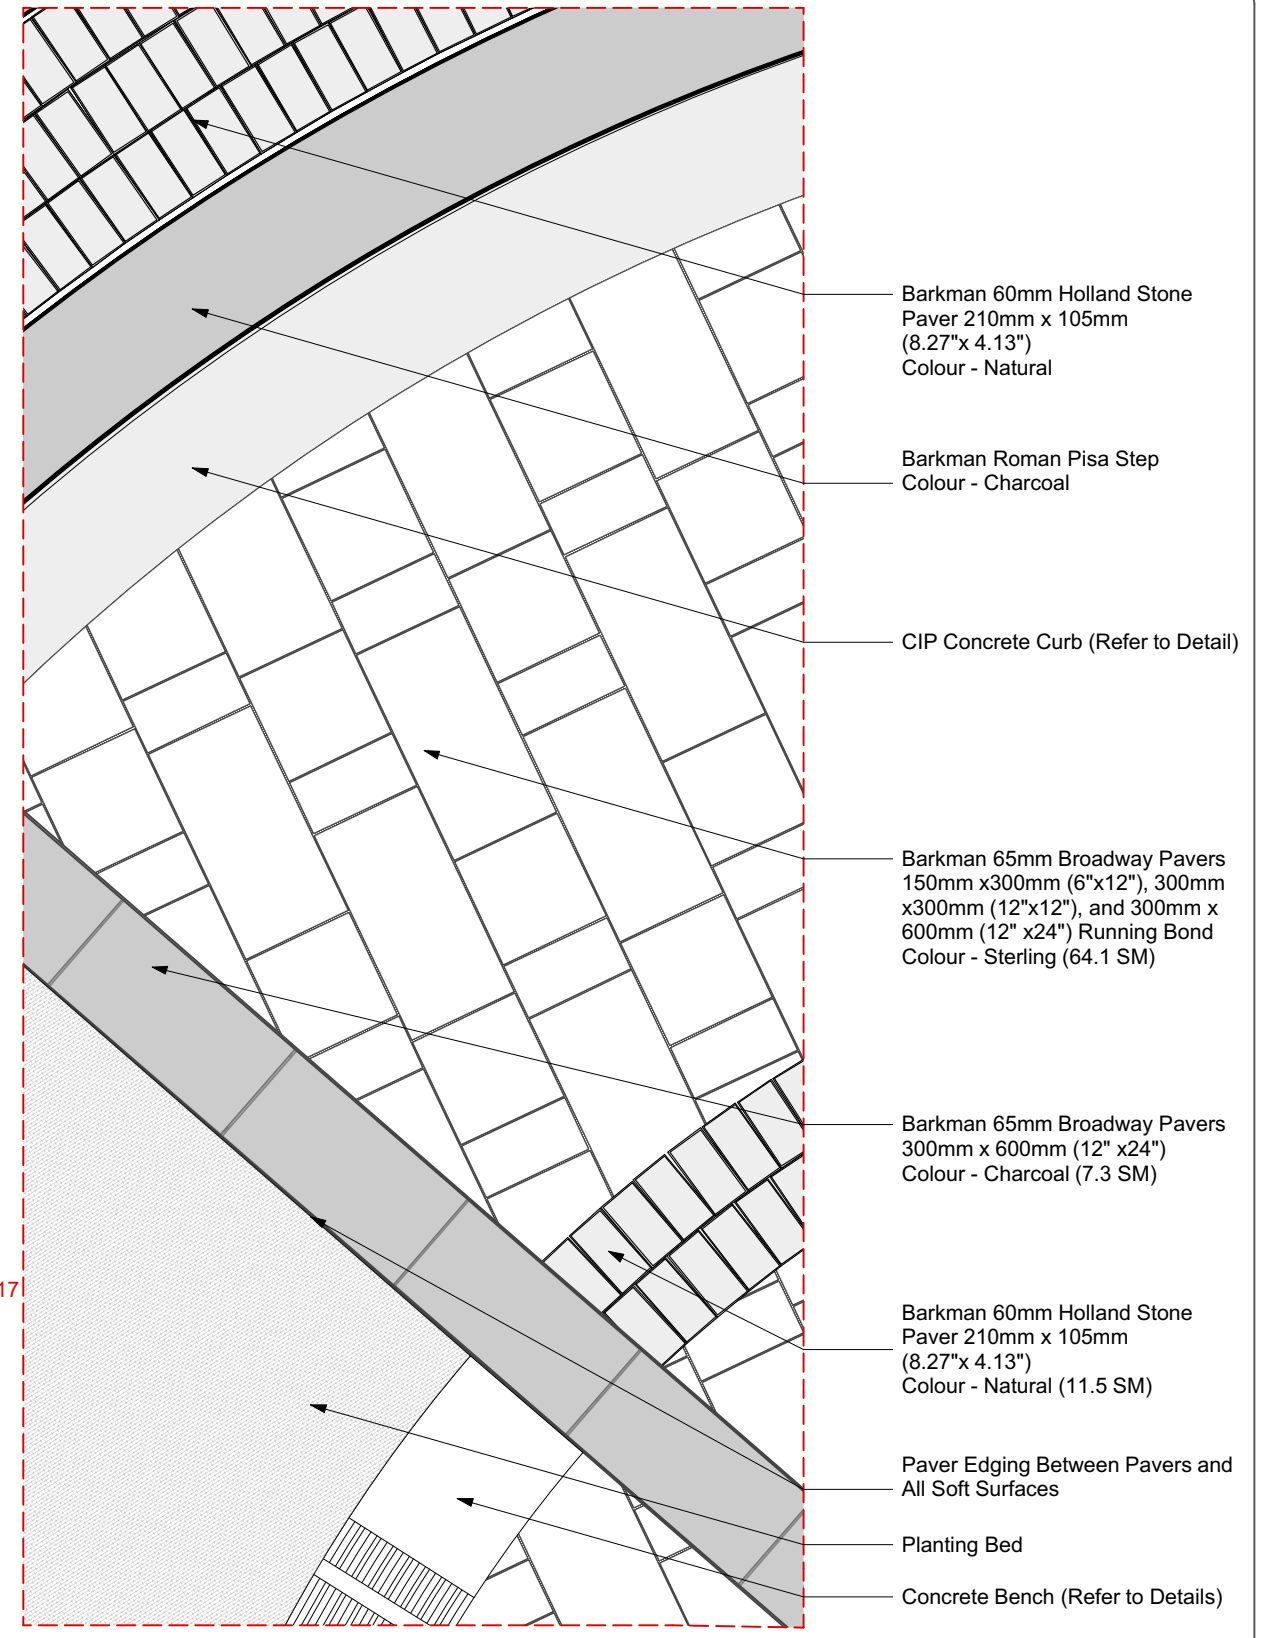 Barkman 60mm Holland Stone
Paver 210mm x 105mm
(8.27"x 4.13")
Colour - Natural
Barkman Roman Pisa Step
Colour - Charcoal
CIP Concrete Curb (Refer to Detail)
Barkman 65mm Broadway Pavers
150mm x300mm (6"x12"), 300mm
x300mm (12"x12"), and 300mm x
600mm (12" x24") Running Bond
Colour - Sterling (64.1 SM)
Barkman 65mm Broadway Pavers
300mm x 600mm (12" x24")
Colour - Charcoal (7.3 SM)
17
Barkman 60mm Holland Stone
Paver 210mm x 105mm
(8.27"x 4.13")
Colour - Natural (11.5 SM)
Paver Edging Between Pavers and
All Soft Surfaces
Planting Bed
Concrete Bench (Refer to Details)